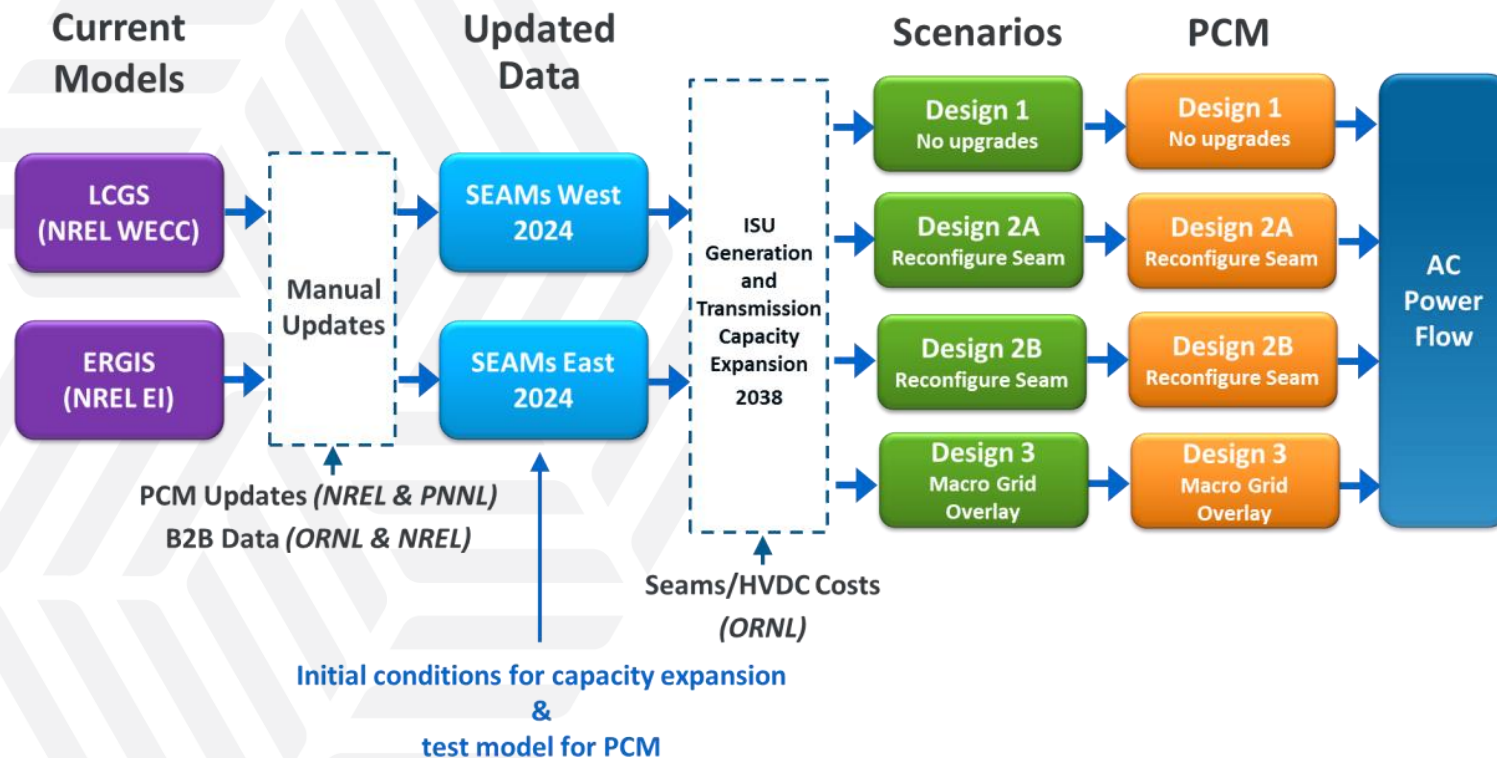 Current
Models
Updated
Data
Scenarios
PCM
LCGS
(NREL WECC)
ERGIS
(NREL EI)
Manual
Updates
PCM Updates (NREL & PNNL)
B2B Data (ORNL & NREL)
SEAMs West
2024
SEAMs East
2024
Initial conditions for capacity expansion
&
test model for PCM
ISU
Generation
and
Transmission
Capacity
Expansion
2038
Seams/HVDC Costs
(ORNL)
Design 1
No upgrades
Design 1
No upgrades
Design 2A
Reconfigure Seam
Design 2A
Reconfigure Seam
Design 2B
Reconfigure Seam
Design 2B
Reconfigure Seam
Design 3
Macro Grid
Overlay
Design 3
Macro Grid
Overlay
AC
Power
Flow